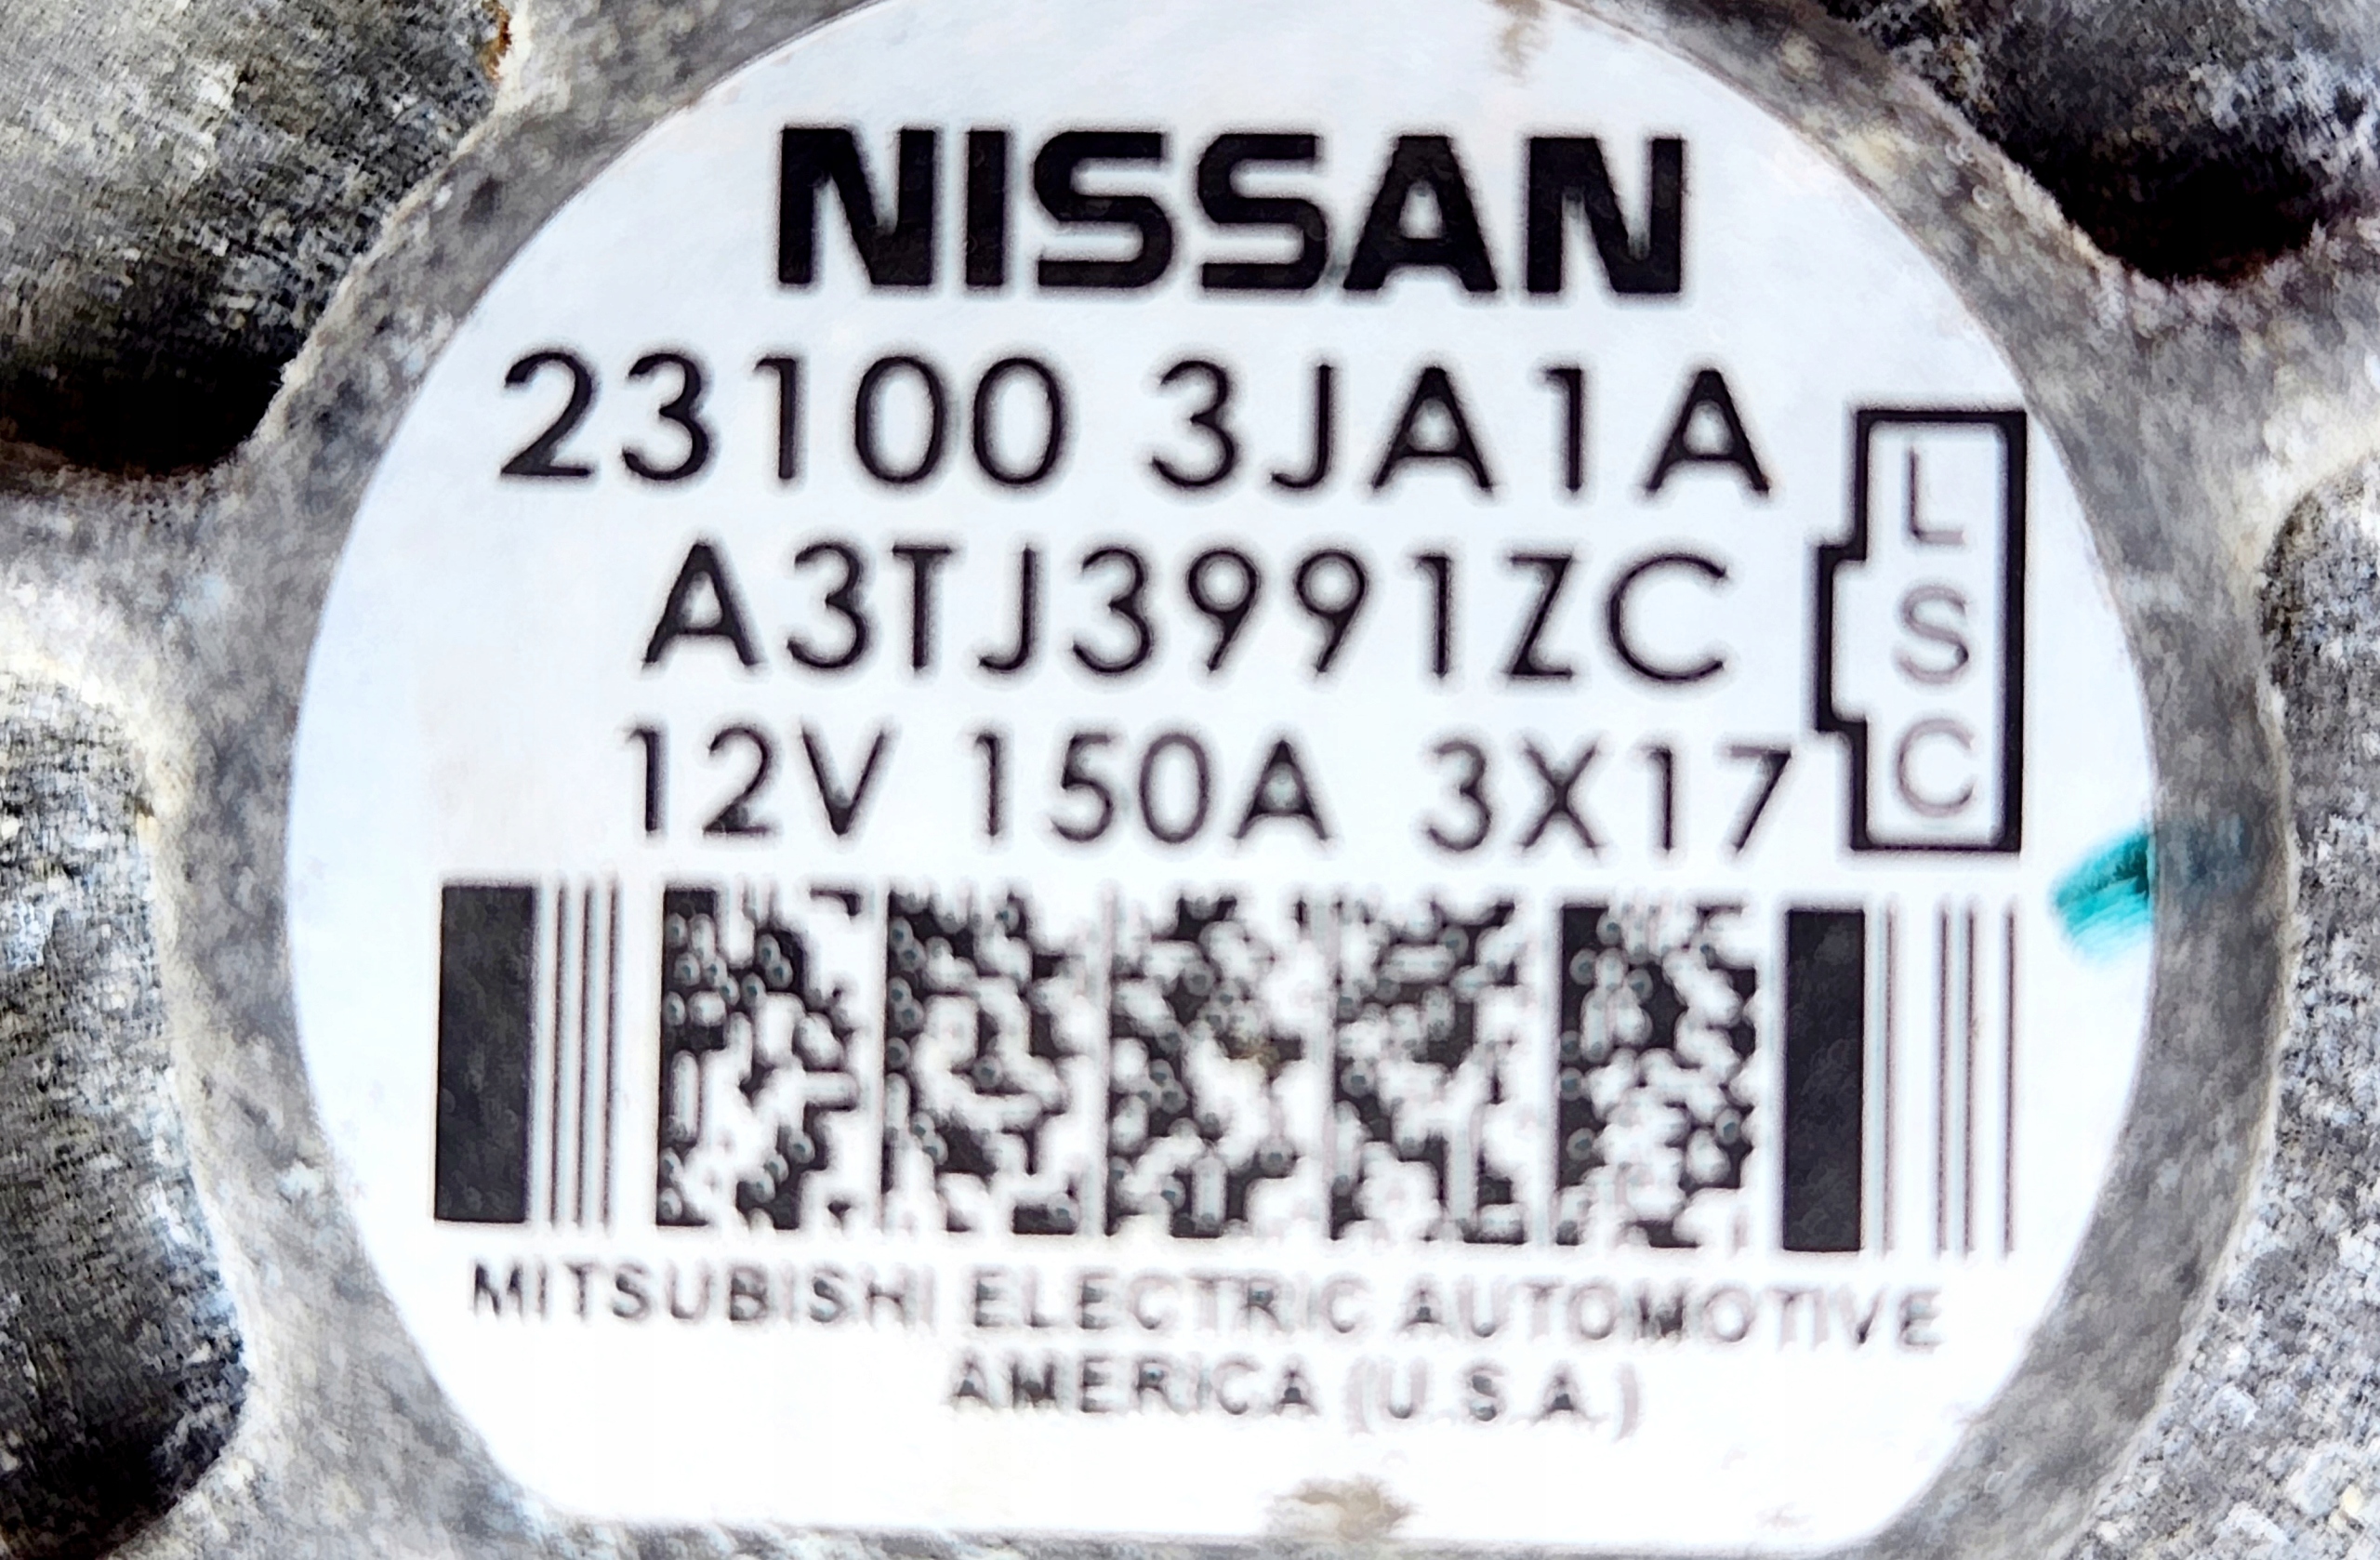 NISSAN
23100 3JA1A
A3TJ3991ZC
12V 150A 3X17
L
S
C
MITSUBISHI ELECTRIC AUTOMOTIVE
AMERICA (U.S.A.)